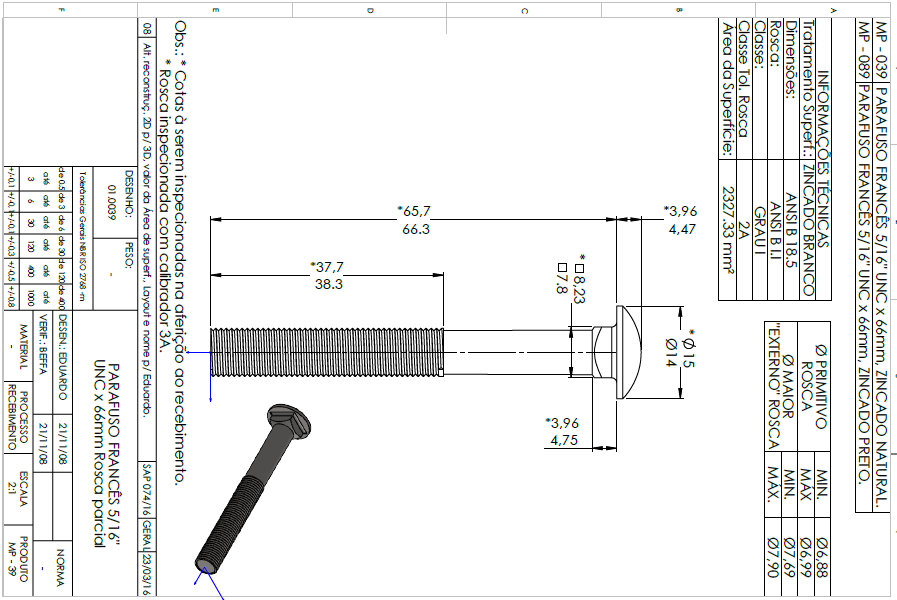 MP - 039 PARAFUSO FRANCÊS 5/16" UNC x 66mm, ZINCADO NATURAL.
MP - 089 PARAFUSO FRANCÊS 5/16" UNC x 66mm, ZINCADO PRETO.
INFORMAÇÕES TÉCNICAS
Tratamento Superf.: ZINCADO BRANCO
Dimensões: ANSI B 18.5
Rosca: ANSI B I.I
Classe: GRAU I
Classe Tol. Rosca 2A
Área da Superfície: 2327.33 mm²
Ø PRIMITIVO ROSCA MIN. Ø6,88
MÁX Ø6,99
Ø MAIOR "EXTERNO" ROSCA MIN. Ø7,69
MÁX. Ø7,90
*3,96
4,47
*65,7
66.3
*37,7
38.3
* □ 8,23
□ 7.8
* Ø 15
Ø14
*3,96
4,75
Obs.: * Cotas à serem inspecionadas na aferição ao recebimento.
* Rosca inspecionada com calibrador 3A.
08 Alt. reconstruç. 2D p/ 3D, valor da Área de superf., Layout e nome p/ Eduardo. SAP 074/16 GERAL 23/03/16
DESENHO: 01.0039
PESO: -
PARAFUSO FRANCÊS 5/16"
UNC x 66mm Rosca parcial
Tolerâncias Gerais NBR ISO 2768-m
de 0.5 de 3 de 6 de 30 de 120 de 400
até até até até até até
3 6 30 120 400 1000
+/-0.1 +/-0.1 +/-0.3 +/-0.5 +/-0.8
DESEN.: EDUARDO 21/11/08
VERIF.: BEFFA 21/11/08
NORMA
-
MATERIAL
-
PROCESSO
RECEBIMENTO
ESCALA
2:1
PRODUTO
MP - 39
A
B
C
D
E
F